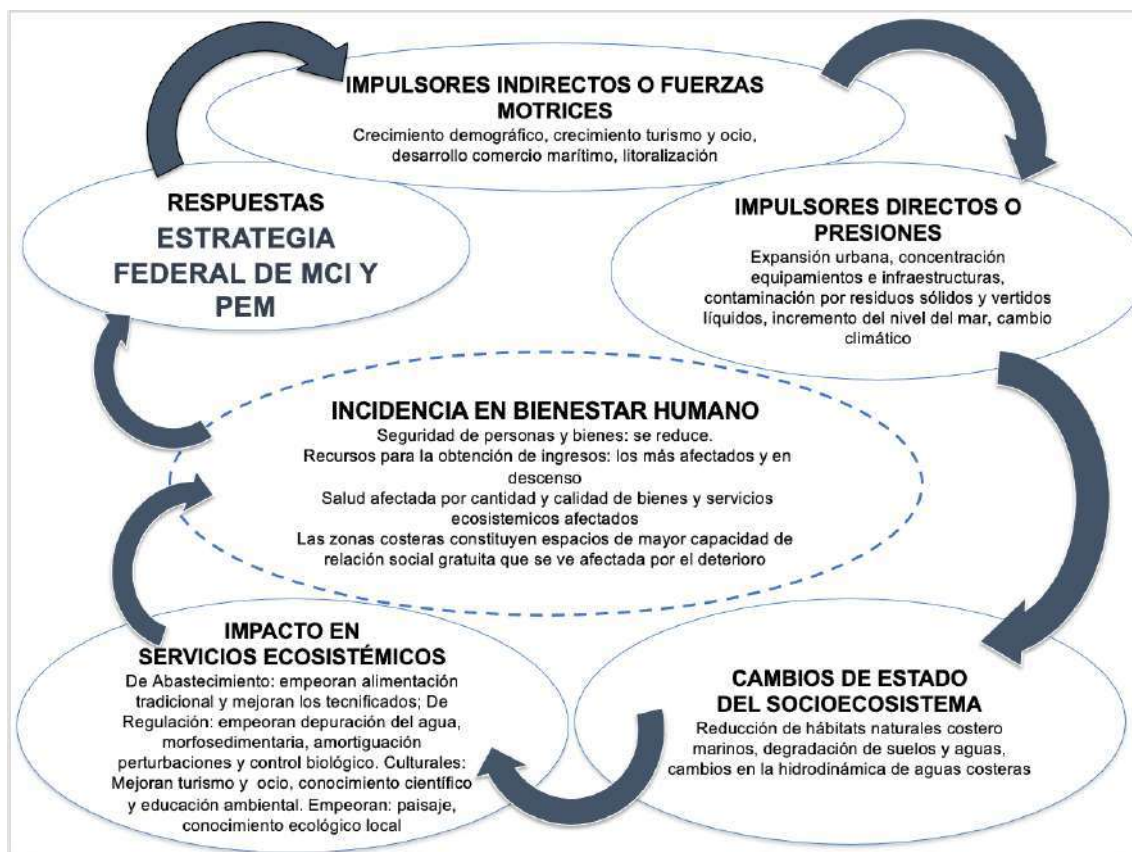 IMPULSORES INDIRECTOS O FUERZAS
MOTRICES
Crecimiento demográfico, crecimiento turismo y ocio,
desarrollo comercio marítimo, litoralización
IMPULSORES DIRECTOS O
PRESIONES
Expansión urbana, concentración
equipamientos e infraestructuras,
contaminación por residuos sólidos y vertidos
líquidos, incremento del nivel del mar, cambio
climático
CAMBIOS DE ESTADO
DEL SOCIOECOSISTEMA
Reducción de hábitats naturales costero
marinos, degradación de suelos y aguas,
cambios en la hidrodinámica de aguas costeras
IMPACTO EN
SERVICIOS ECOSISTÉMICOS
De Abastecimiento: empeoran alimentación
tradicional y mejoran los tecnificados; De
Regulación: empeoran depuración del agua,
morfosedimentaria, amortiguación
perturbaciones y control biológico. Culturales:
Mejoran turismo y ocio, conocimiento científico
y educación ambiental. Empeoran: paisaje,
conocimiento ecológico local
INCIDENCIA EN BIENESTAR HUMANO
Seguridad de personas y bienes: se reduce.
Recursos para la obtención de ingresos: los más afectados y en
descenso
Salud afectada por cantidad y calidad de bienes y servicios
ecosistemicos afectados
Las zonas costeras constituyen espacios de mayor capacidad de
relación social gratuita que se ve afectada por el deterioro
RESPUESTAS
ESTRATEGIA
FEDERAL DE MCI Y
PEM